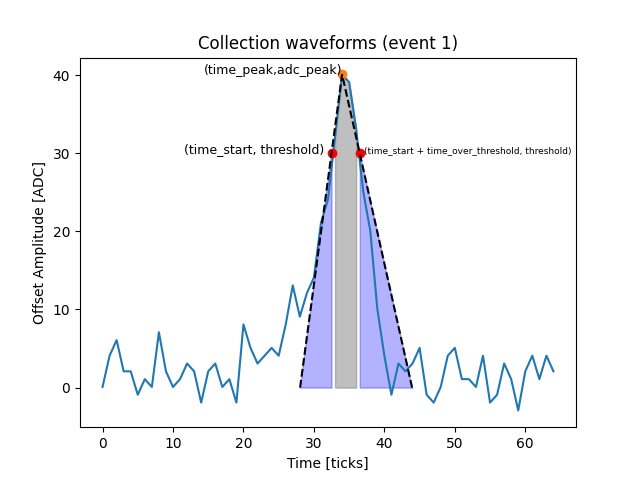 Collection waveforms (event 1)
(time_peak,adc_peak)
(time_start, threshold)
(time_start + time_over_threshold, threshold)
Offset Amplitude [ADC]
40
30
20
10
0
0 10 20 30 40 50 60
Time [ticks]